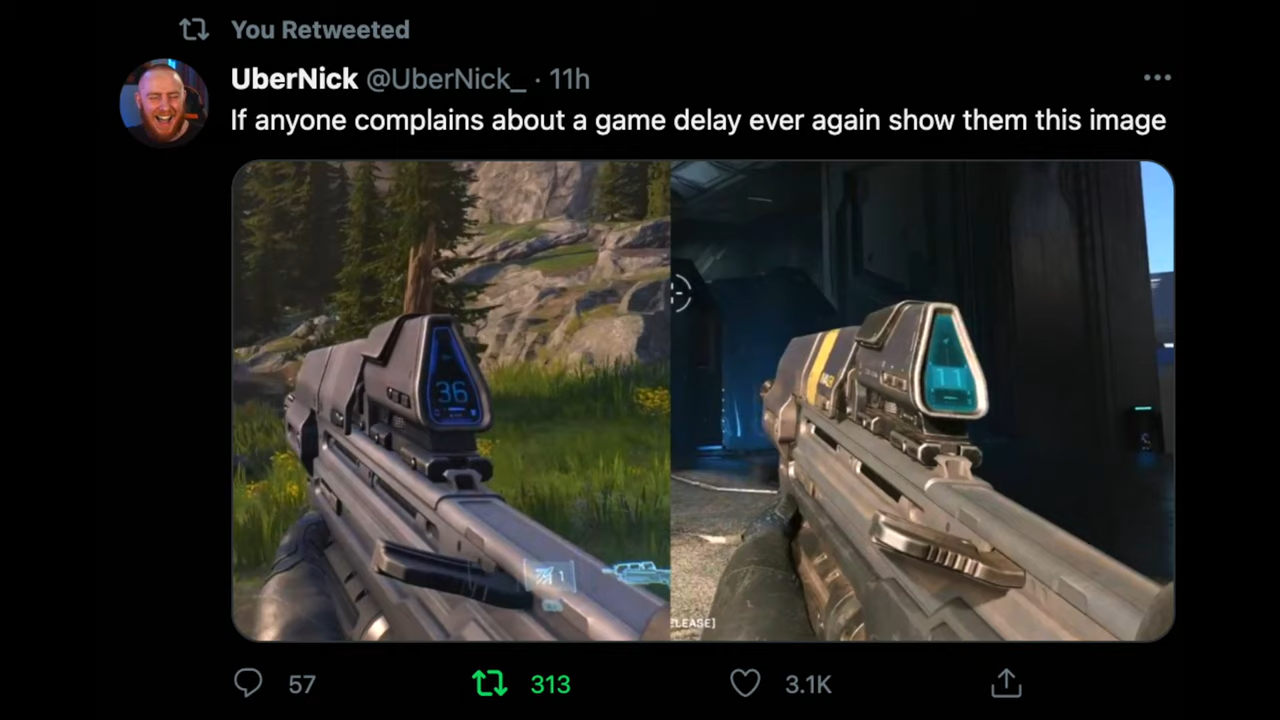 You Retweeted
UberNick @UberNick_ · 11h
If anyone complains about a game delay ever again show them this image
36
1
ELEASE]
57
313
3.1K